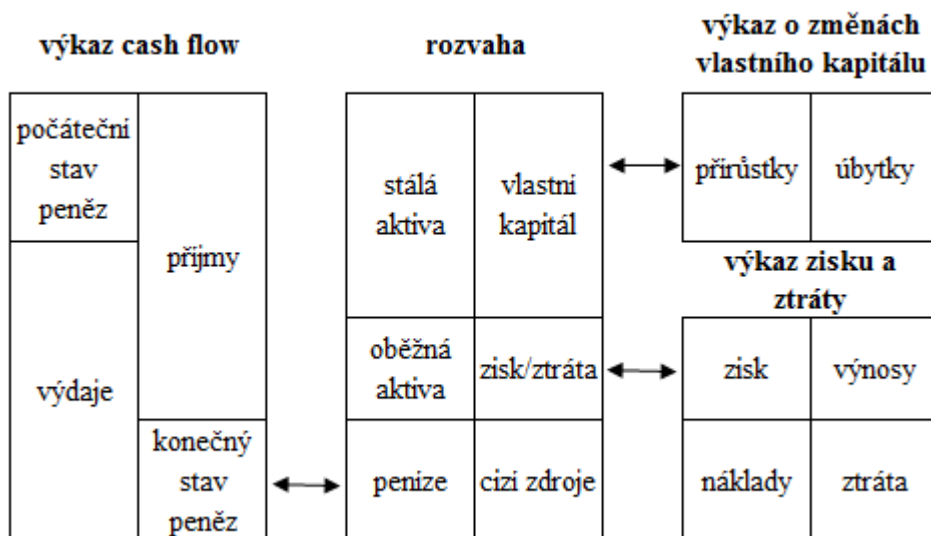 výkaz cash flow
rozvaha
výkaz o změnách
vlastního kapitálu
počáteční
stav
peněz
příjmy
výdaje
konečný
stav
peněz
stálá
aktiva
vlastní
kapitál
oběžná
aktiva
zisk/ztráta
peníze
cizí zdroje
přírůstky
úbytky
výkaz zisku a
ztráty
zisk
výnosy
náklady
ztráta